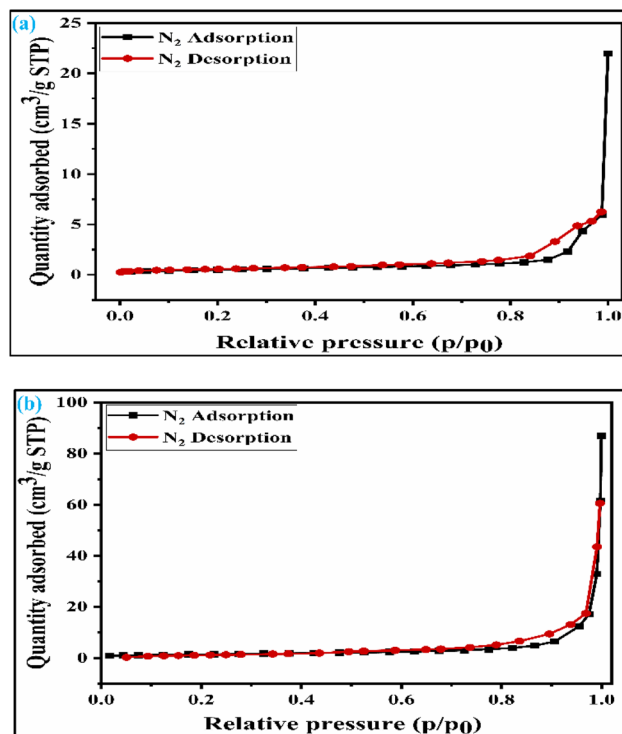 (a)
N₂ Adsorption
N₂ Desorption
Quantity adsorbed (cm³/g STP)
25
20
15
10
5
0
0.0 0.2 0.4 0.6 0.8 1.0
Relative pressure (p/p₀)
(b)
N₂ Adsorption
N₂ Desorption
Quantity adsorbed (cm³/g STP)
100
80
60
40
20
0
0.0 0.2 0.4 0.6 0.8 1.0
Relative pressure (p/p₀)